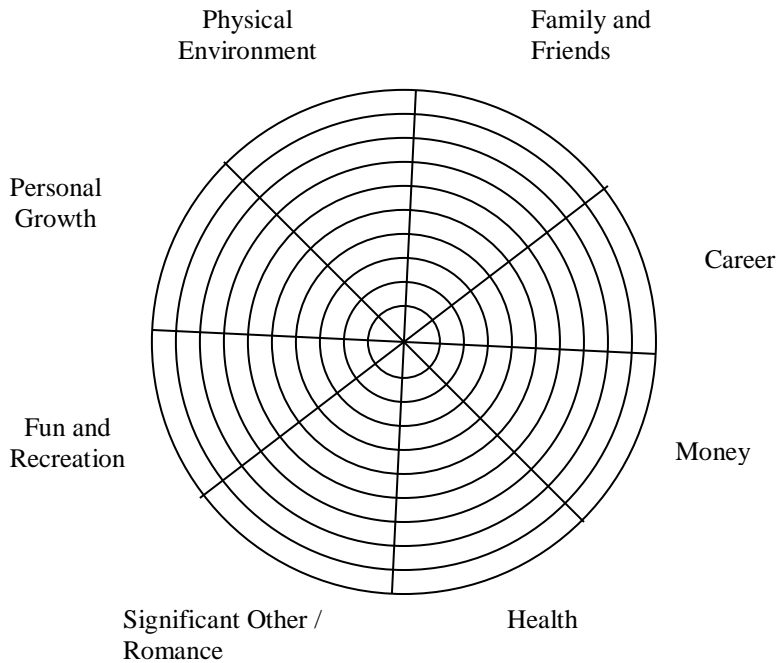 Physical
Environment
Family and
Friends
Personal
Growth
Career
Fun and
Recreation
Money
Significant Other /
Romance
Health